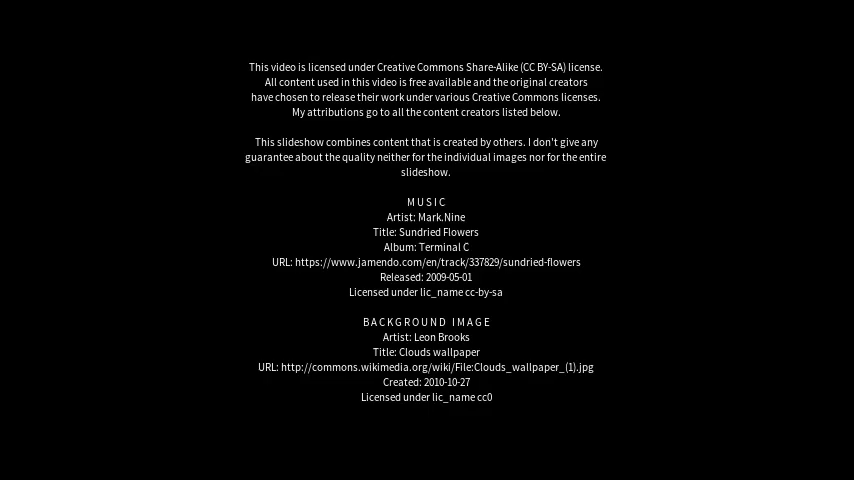 This video is licensed under Creative Commons Share-Alike (CC BY-SA) license.
All content used in this video is free available and the original creators
have chosen to release their work under various Creative Commons licenses.
My attributions go to all the content creators listed below.
This slideshow combines content that is created by others. I don't give any
guarantee about the quality neither for the individual images nor for the entire
slideshow.
M U S I C
Artist: Mark.Nine
Title: Sundried Flowers
Album: Terminal C
URL: https://www.jamendo.com/en/track/337829/sundried-flowers
Released: 2009-05-01
Licensed under lic_name cc-by-sa
B A C K G R O U N D  I M A G E
Artist: Leon Brooks
Title: Clouds wallpaper
URL: http://commons.wikimedia.org/wiki/File:Clouds_wallpaper_(1).jpg
Created: 2010-10-27
Licensed under lic_name cc0